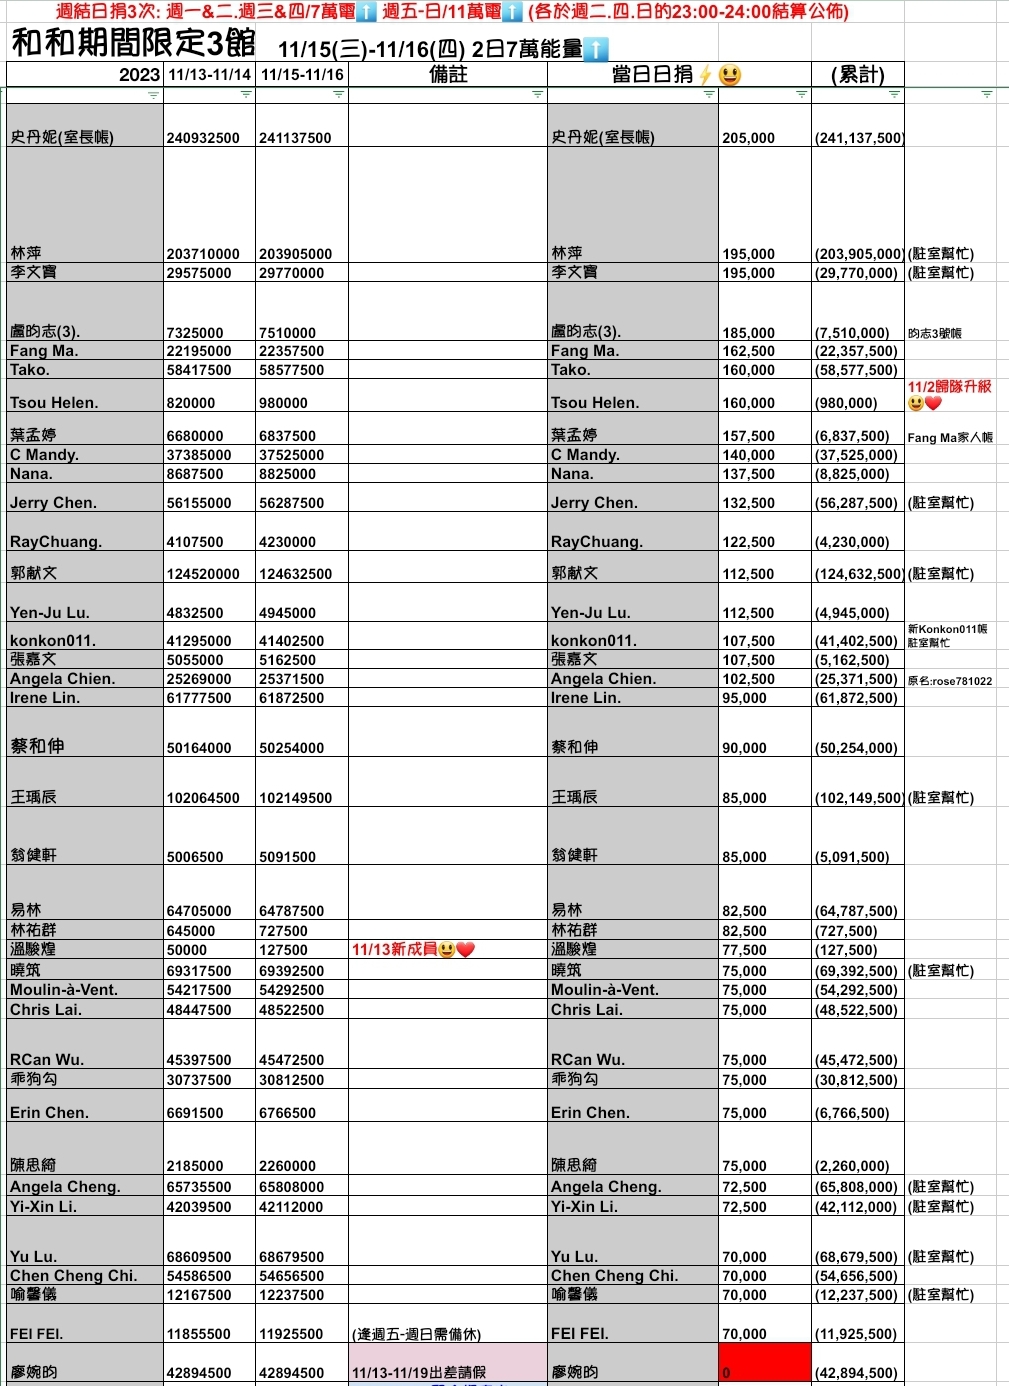 週結日捐3次: 週一&二.週三&四/7萬電⬆️ 週五-日/11萬電⬆️ (各於週二.四.日的23:00-24:00結算公佈)
和和期間限定3館 11/15(三)-11/16(四) 2日7萬能量⬆️
2023 11/13-11/14 11/15-11/16 備註 當日日捐⚡😃 (累計)
史丹妮(室長帳) 240932500 241137500 史丹妮(室長帳) 205,000 (241,137,500)
林萍 203710000 203905000 林萍 195,000 (203,905,000) (駐室幫忙)
李文寶 29575000 29770000 李文寶 195,000 (29,770,000) (駐室幫忙)
盧昀志(3). 7325000 7510000 盧昀志(3). 185,000 (7,510,000) 昀志3號帳
Fang Ma. 22195000 22357500 Fang Ma. 162,500 (22,357,500)
Tako. 58417500 58577500 Tako. 160,000 (58,577,500)
Tsou Helen. 820000 980000 Tsou Helen. 160,000 (980,000) 11/2歸隊升級😃❤️
葉孟婷 6680000 6837500 葉孟婷 157,500 (6,837,500) Fang Ma家人帳
C Mandy. 37385000 37525000 C Mandy. 140,000 (37,525,000)
Nana. 8687500 8825000 Nana. 137,500 (8,825,000)
Jerry Chen. 56155000 56287500 Jerry Chen. 132,500 (56,287,500) (駐室幫忙)
RayChuang. 4107500 4230000 RayChuang. 122,500 (4,230,000)
郭献文 124520000 124632500 郭献文 112,500 (124,632,500) (駐室幫忙)
Yen-Ju Lu. 4832500 4945000 Yen-Ju Lu. 112,500 (4,945,000)
konkon011. 41295000 41402500 konkon011. 107,500 (41,402,500) 新Konkon011帳 駐室幫忙
張嘉文 5055000 5162500 張嘉文 107,500 (5,162,500)
Angela Chien. 25269000 25371500 Angela Chien. 102,500 (25,371,500) 原名:rose781022
Irene Lin. 61777500 61872500 Irene Lin. 95,000 (61,872,500)
蔡和伸 50164000 50254000 蔡和伸 90,000 (50,254,000)
王瑀辰 102064500 102149500 王瑀辰 85,000 (102,149,500) (駐室幫忙)
翁健軒 5006500 5091500 翁健軒 85,000 (5,091,500)
易林 64705000 64787500 易林 82,500 (64,787,500)
林祐群 645000 727500 林祐群 82,500 (727,500)
溫駿煌 50000 127500 11/13新成員😃❤️ 溫駿煌 77,500 (127,500)
曉筑 69317500 69392500 曉筑 75,000 (69,392,500) (駐室幫忙)
Moulin-à-Vent. 54217500 54292500 Moulin-à-Vent. 75,000 (54,292,500)
Chris Lai. 48447500 48522500 Chris Lai. 75,000 (48,522,500)
RCan Wu. 45397500 45472500 RCan Wu. 75,000 (45,472,500)
乖狗勾 30737500 30812500 乖狗勾 75,000 (30,812,500)
Erin Chen. 6691500 6766500 Erin Chen. 75,000 (6,766,500)
陳思綺 2185000 2260000 陳思綺 75,000 (2,260,000)
Angela Cheng. 65735500 65808000 Angela Cheng. 72,500 (65,808,000) (駐室幫忙)
Yi-Xin Li. 42039500 42112000 Yi-Xin Li. 72,500 (42,112,000) (駐室幫忙)
Yu Lu. 68609500 68679500 Yu Lu. 70,000 (68,679,500) (駐室幫忙)
Chen Cheng Chi. 54586500 54656500 Chen Cheng Chi. 70,000 (54,656,500)
喻馨儀 12167500 12237500 喻馨儀 70,000 (12,237,500) (駐室幫忙)
FEI FEI. 11855500 11925500 (逢週五-週日需備休) FEI FEI. 70,000 (11,925,500)
廖婉昀 42894500 42894500 11/13-11/19出差請假 廖婉昀 0 (42,894,500)